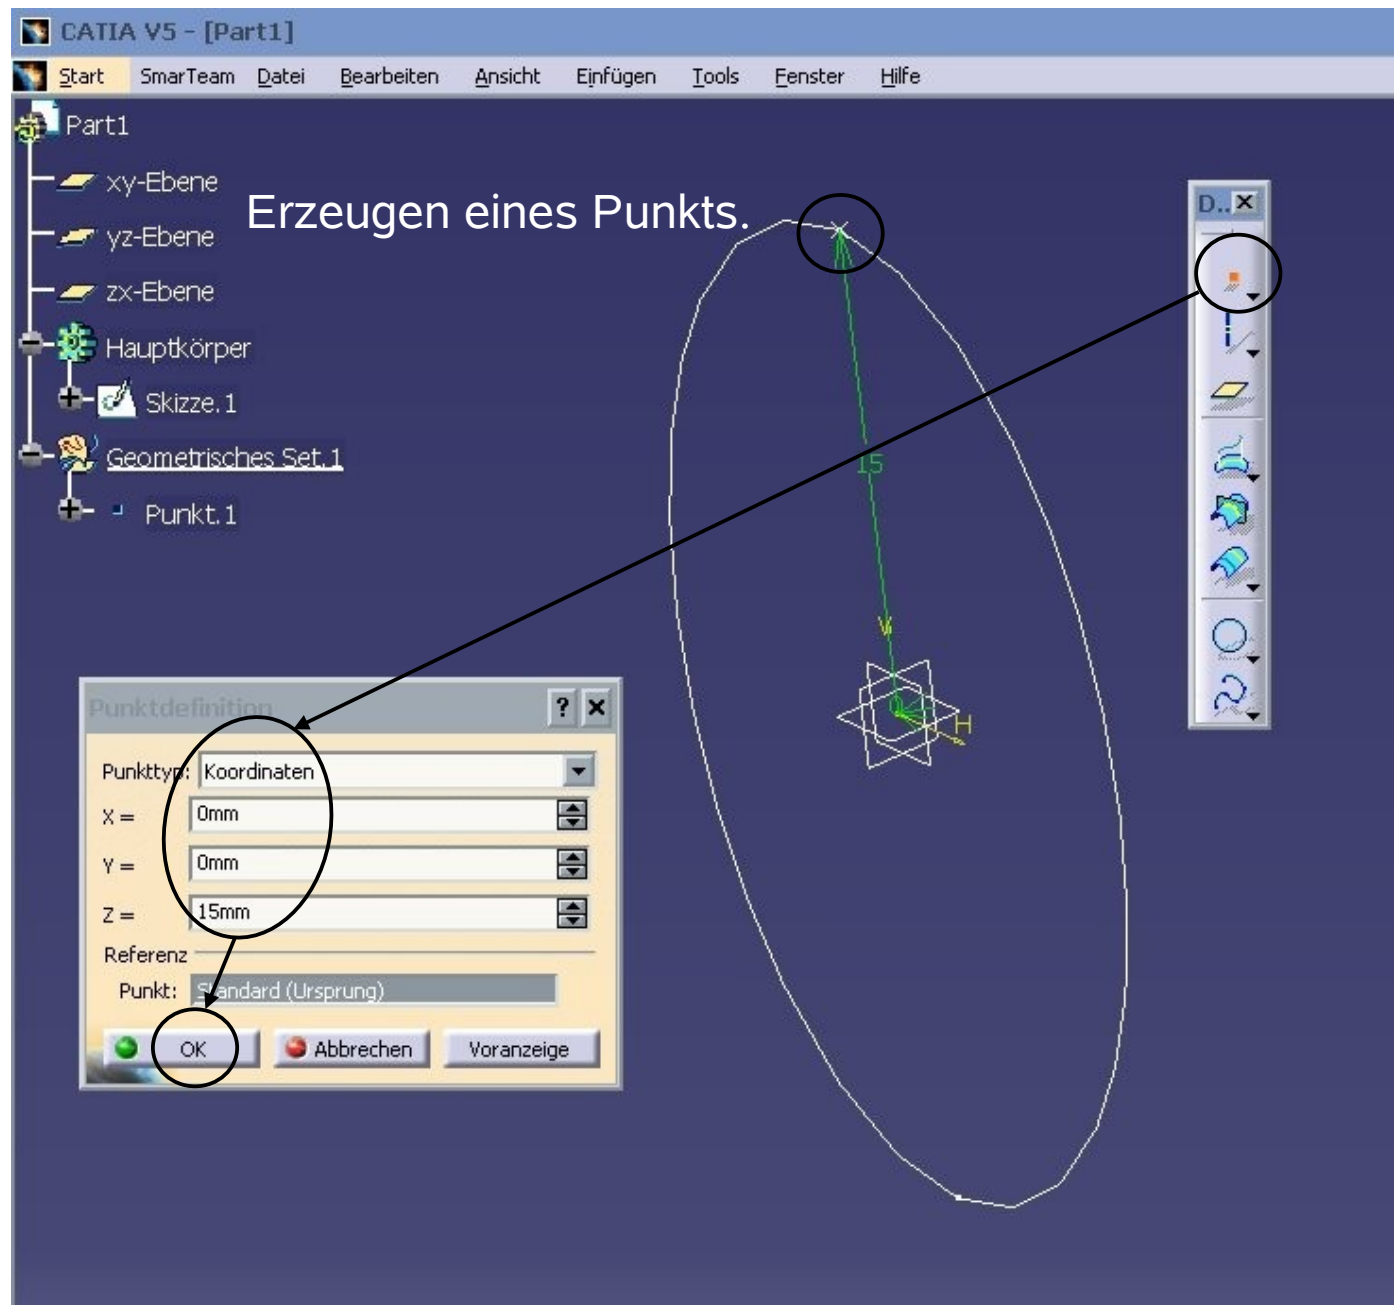 CATIA V5 - [Part1]
Start SmarTeam Datei Bearbeiten Ansicht Einfügen Tools Fenster Hilfe
Part1
xy-Ebene
Erzeugen eines Punkts.
D..
yz-Ebene
zx-Ebene
Hauptkörper
Skizze.1
15
Geometrisches Set.1
Punkt.1
V
H
Punktdefinition
Punkttyp: Koordinaten
X = 0mm
Y = 0mm
Z = 15mm
Referenz
Punkt: Standard (Ursprung)
OK Abbrechen Voranzeige